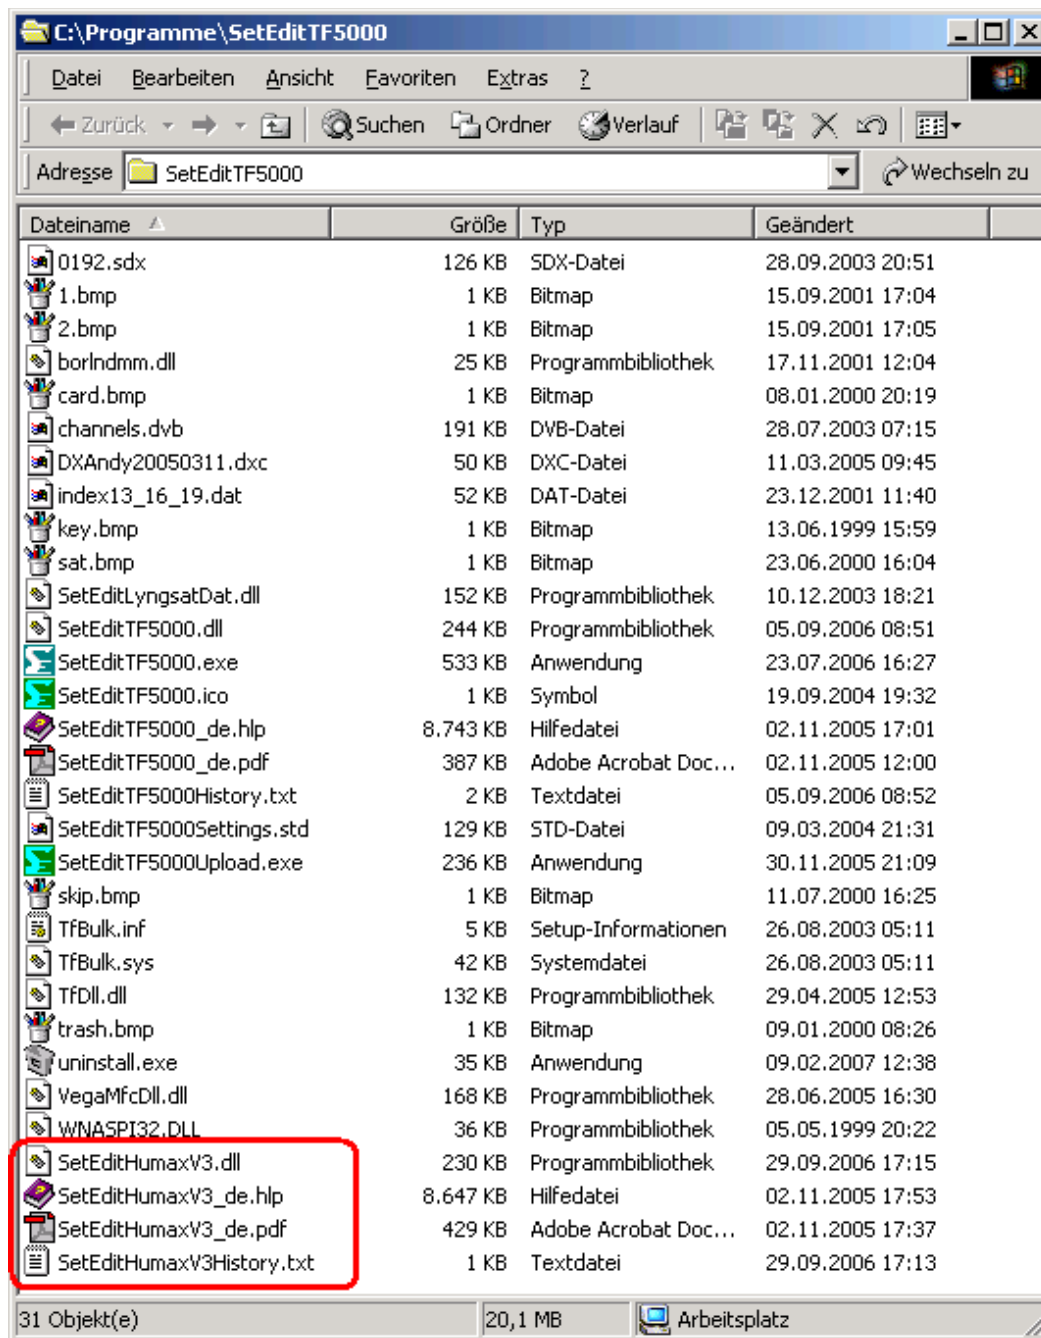 C:\Programme\SetEditTF5000
Datei Bearbeiten Ansicht Favoriten Extras ?
Zurück Suchen Ordner Verlauf
Adresse SetEditTF5000 Wechseln zu
Dateiname Größe Typ Geändert
0192.sdx 126 KB SDX-Datei 28.09.2003 20:51
1.bmp 1 KB Bitmap 15.09.2001 17:04
2.bmp 1 KB Bitmap 15.09.2001 17:05
borlndmm.dll 25 KB Programmbibliothek 17.11.2001 12:04
card.bmp 1 KB Bitmap 08.01.2000 20:19
channels.dvb 191 KB DVB-Datei 28.07.2003 07:15
DXAndy20050311.dxc 50 KB DXC-Datei 11.03.2005 09:45
index13_16_19.dat 52 KB DAT-Datei 23.12.2001 11:40
key.bmp 1 KB Bitmap 13.06.1999 15:59
sat.bmp 1 KB Bitmap 23.06.2000 16:04
SetEditLyngsatDat.dll 152 KB Programmbibliothek 10.12.2003 18:21
SetEditTF5000.dll 244 KB Programmbibliothek 05.09.2006 08:51
SetEditTF5000.exe 533 KB Anwendung 23.07.2006 16:27
SetEditTF5000.ico 1 KB Symbol 19.09.2004 19:32
SetEditTF5000_de.hlp 8.743 KB Hilfedatei 02.11.2005 17:01
SetEditTF5000_de.pdf 387 KB Adobe Acrobat Doc... 02.11.2005 12:00
SetEditTF5000History.txt 2 KB Textdatei 05.09.2006 08:52
SetEditTF5000Settings.std 129 KB STD-Datei 09.03.2004 21:31
SetEditTF5000Upload.exe 236 KB Anwendung 30.11.2005 21:09
skip.bmp 1 KB Bitmap 11.07.2000 16:25
TfBulk.inf 5 KB Setup-Informationen 26.08.2003 05:11
TfBulk.sys 42 KB Systemdatei 26.08.2003 05:11
TfDll.dll 132 KB Programmbibliothek 29.04.2005 12:53
trash.bmp 1 KB Bitmap 09.01.2000 08:26
uninstall.exe 35 KB Anwendung 09.02.2007 12:38
VegaMfcDll.dll 168 KB Programmbibliothek 28.06.2005 16:30
WNASPI32.DLL 36 KB Programmbibliothek 05.05.1999 20:22
SetEditHumaxV3.dll 230 KB Programmbibliothek 29.09.2006 17:15
SetEditHumaxV3_de.hlp 8.647 KB Hilfedatei 02.11.2005 17:53
SetEditHumaxV3_de.pdf 429 KB Adobe Acrobat Doc... 02.11.2005 17:37
SetEditHumaxV3History.txt 1 KB Textdatei 29.09.2006 17:13
31 Objekt(e) 20,1 MB Arbeitsplatz